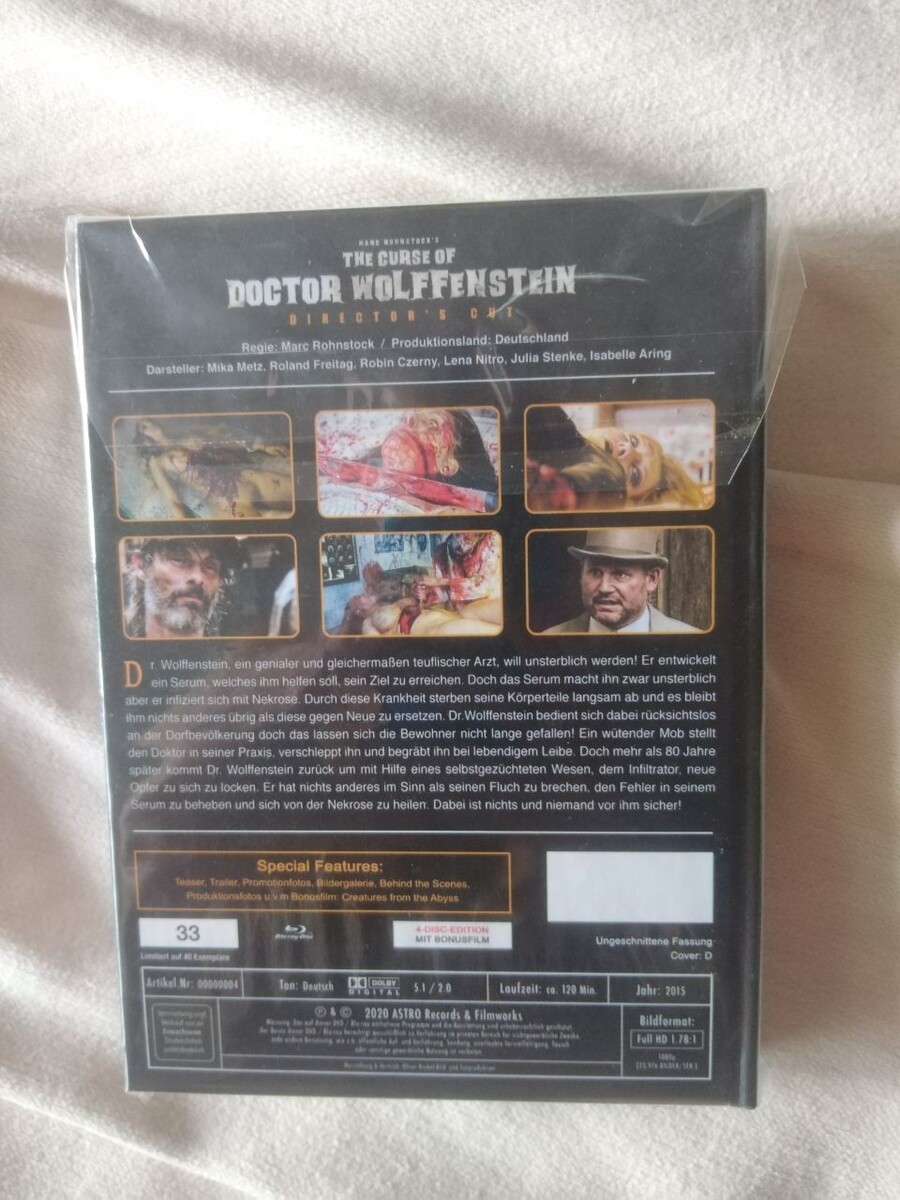 MARC ROHNSTOCK'S
THE CURSE OF
DOCTOR WOLFFENSTEIN
DIRECTOR'S CUT
Regie: Marc Rohnstock / Produktionsland: Deutschland
Darsteller: Mika Metz, Roland Freitag, Robin Czerny, Lena Nitro, Julia Stenke, Isabelle Aring
Dr. Wolffenstein, ein genialer und gleichermaßen teuflischer Arzt, will unsterblich werden! Er entwickelt
ein Serum, welches ihm helfen soll, sein Ziel zu erreichen. Doch das Serum macht ihn zwar unsterblich
aber er infiziert sich mit Nekrose. Durch diese Krankheit sterben seine Körperteile langsam ab und es bleibt
ihm nichts anderes übrig als diese gegen Neue zu ersetzen. Dr.Wolffenstein bedient sich dabei rücksichtslos
an der Dorfbevölkerung doch das lassen sich die Bewohner nicht lange gefallen! Ein wütender Mob stellt
den Doktor in seiner Praxis, verschleppt ihn und begräbt ihn bei lebendigem Leibe. Doch mehr als 80 Jahre
später kommt Dr. Wolffenstein zurück um mit Hilfe eines selbstgezüchteten Wesen, dem Infiltrator, neue
Opfer zu sich zu locken. Er hat nichts anderes im Sinn als seinen Fluch zu brechen, den Fehler in seinem
Serum zu beheben und sich von der Nekrose zu heilen. Dabei ist nichts und niemand vor ihm sicher!
Special Features:
Teaser, Trailer, Promotionfotos, Bildergalerie, Behind the Scenes,
Produktionsfotos u.v.m Bonusfilm: Creatures from the Abyss
33
Limitiert auf 40 Exemplare
Blu-ray Disc
4-DISC-EDITION
MIT BONUSFILM
Ungeschnittene Fassung
Cover: D
Artikel.Nr: 00000004
Ton: Deutsch
DOLBY
DIGITAL
5.1 / 2.0
Laufzeit: ca. 120 Min.
Jahr: 2015
Erwachsene
℗ & © 2020 ASTRO Records & Filmworks
Bildformat:
Full HD 1.78:1
1080p